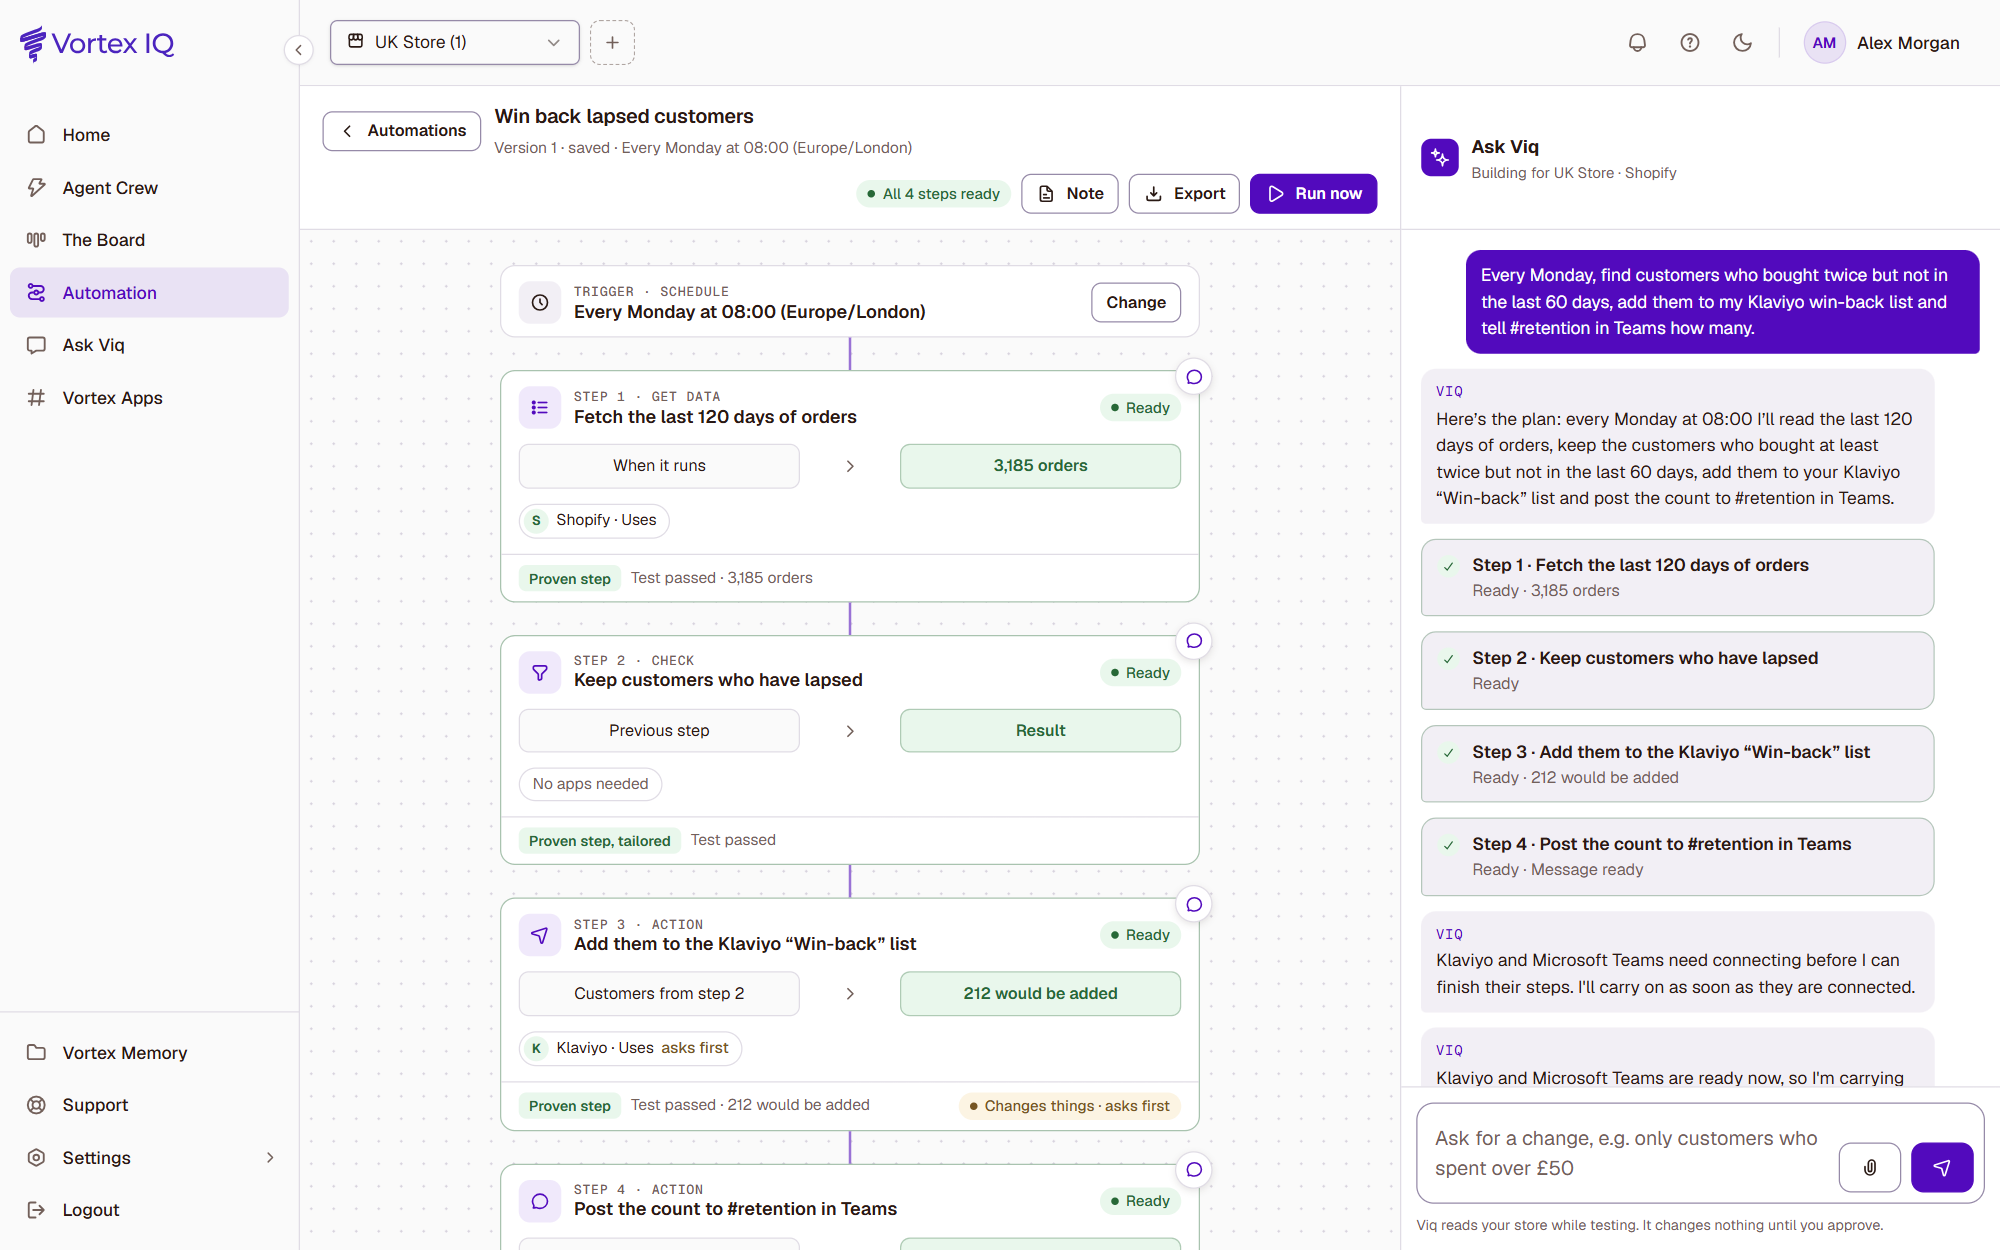 Vortex IQ
UK Store (1)
AM
Alex Morgan
Home
Agent Crew
The Board
Automation
Ask Viq
Vortex Apps
Vortex Memory
Support
Settings
Logout
Automations
Win back lapsed customers
Version 1 · saved · Every Monday at 08:00 (Europe/London)
All 4 steps ready
Note
Export
Run now
TRIGGER · SCHEDULE
Every Monday at 08:00 (Europe/London)
Change
STEP 1 · GET DATA
Fetch the last 120 days of orders
Ready
When it runs
3,185 orders
S
Shopify · Uses
Proven step
Test passed · 3,185 orders
STEP 2 · CHECK
Keep customers who have lapsed
Ready
Previous step
Result
No apps needed
Proven step, tailored
Test passed
STEP 3 · ACTION
Add them to the Klaviyo “Win-back” list
Ready
Customers from step 2
212 would be added
K
Klaviyo · Uses asks first
Proven step
Test passed · 212 would be added
Changes things · asks first
STEP 4 · ACTION
Post the count to #retention in Teams
Ready
Ask Viq
Building for UK Store · Shopify
Every Monday, find customers who bought twice but not in
the last 60 days, add them to my Klaviyo win-back list and
tell #retention in Teams how many.
VIQ
Here’s the plan: every Monday at 08:00 I’ll read the last 120
days of orders, keep the customers who bought at least
twice but not in the last 60 days, add them to your Klaviyo
“Win-back” list and post the count to #retention in Teams.
Step 1 · Fetch the last 120 days of orders
Ready · 3,185 orders
Step 2 · Keep customers who have lapsed
Ready
Step 3 · Add them to the Klaviyo “Win-back” list
Ready · 212 would be added
Step 4 · Post the count to #retention in Teams
Ready · Message ready
VIQ
Klaviyo and Microsoft Teams need connecting before I can
finish their steps. I'll carry on as soon as they are connected.
VIQ
Klaviyo and Microsoft Teams are ready now, so I'm carrying
Ask for a change, e.g. only customers who
spent over £50
Viq reads your store while testing. It changes nothing until you approve.